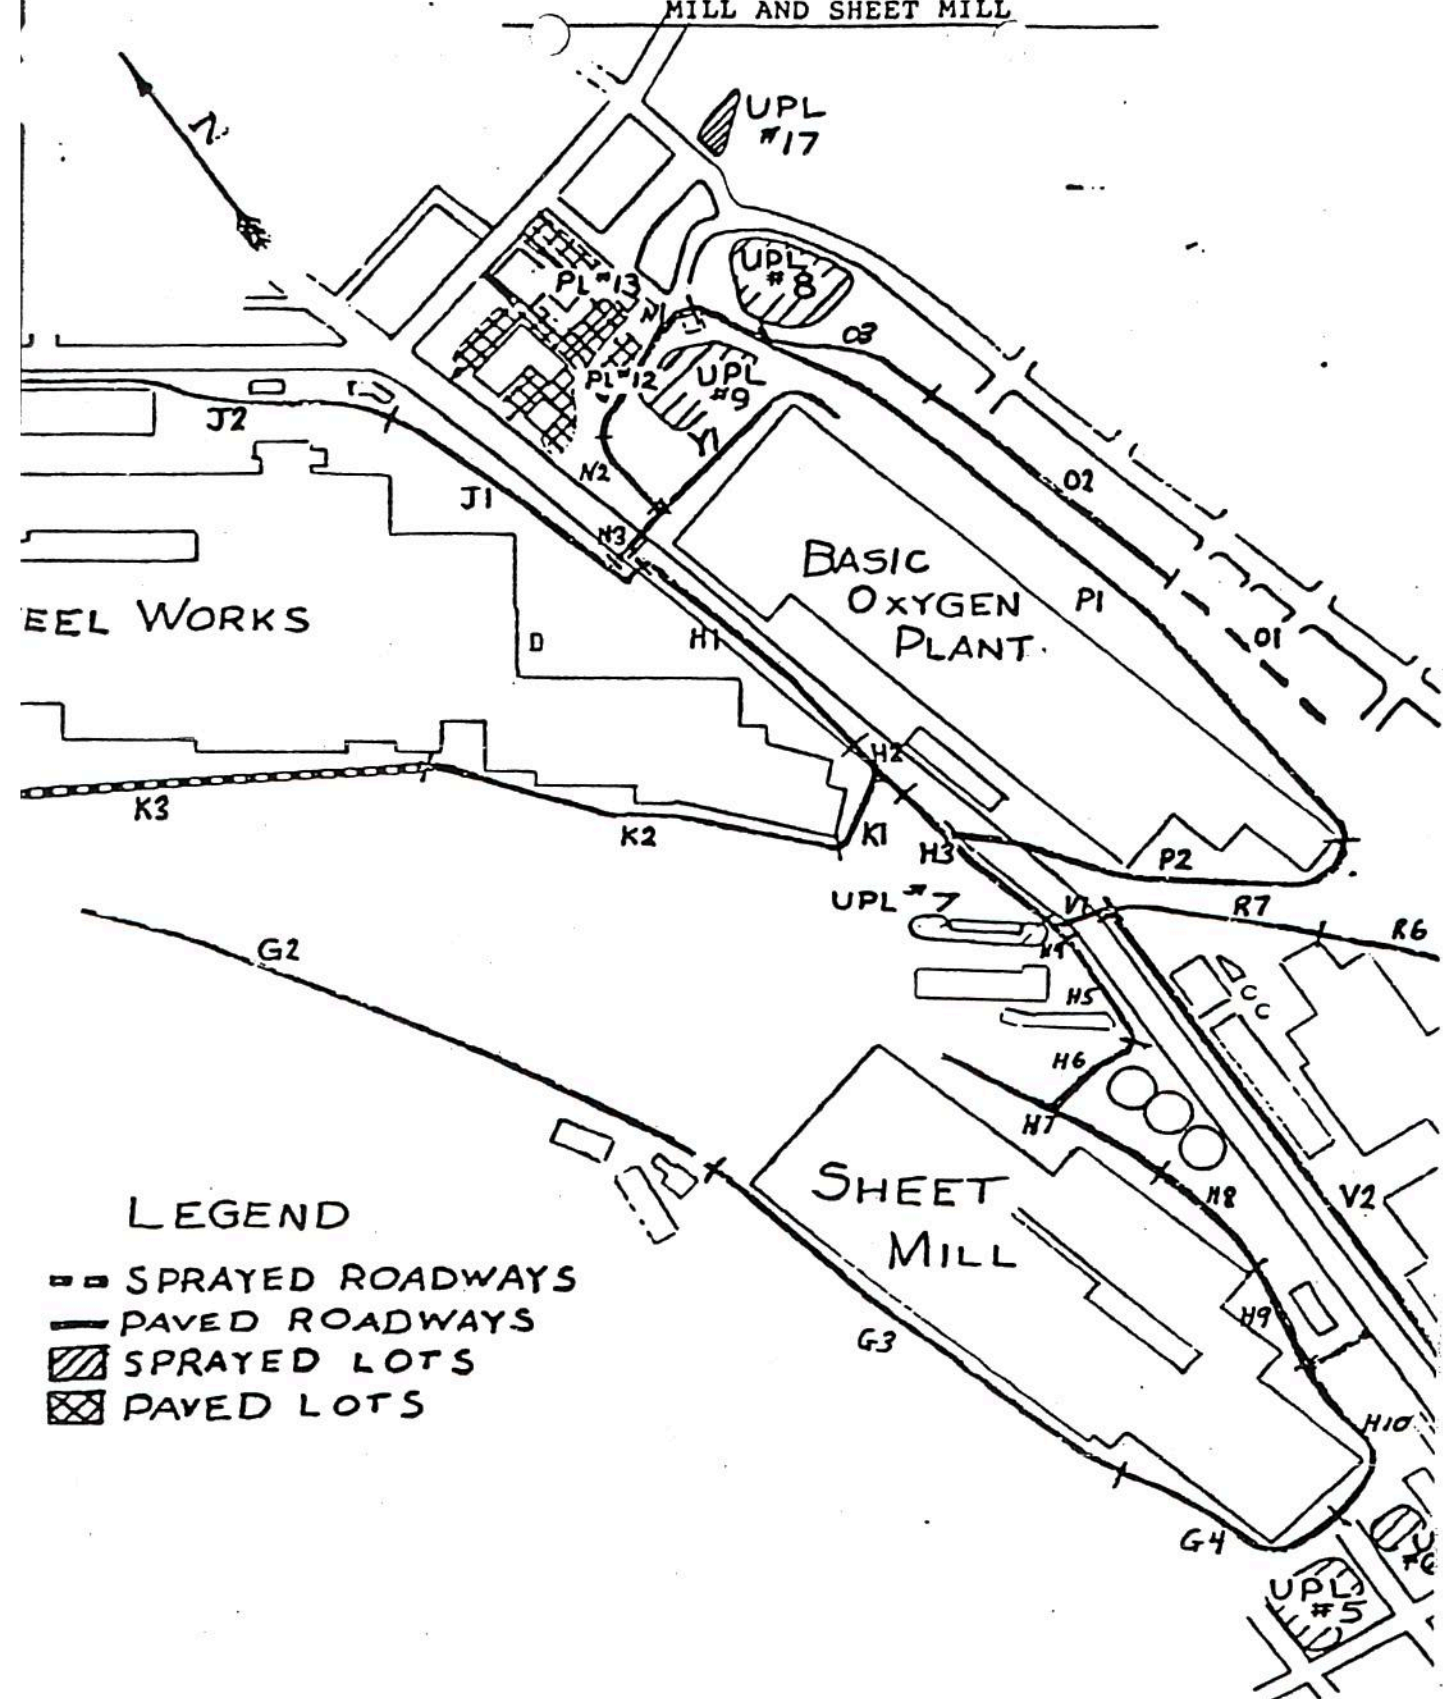 MILL AND SHEET MILL
N
UPL
#17
UPL
#8
PL #13
N1
O3
PL #12
UPL
#9
J2
Y1
N2
J1
O2
N3
BASIC
OXYGEN
PLANT
P1
EEL WORKS
H1
D
O1
H2
K3
K2
K1
H3
P2
UPL #7
V1
R7
R6
H4
G2
H5
C
C
H6
H7
SHEET
MILL
H8
V2
LEGEND
SPRAYED ROADWAYS
PAVED ROADWAYS
SPRAYED LOTS
PAVED LOTS
H9
G3
H10
G4
UPL
#5